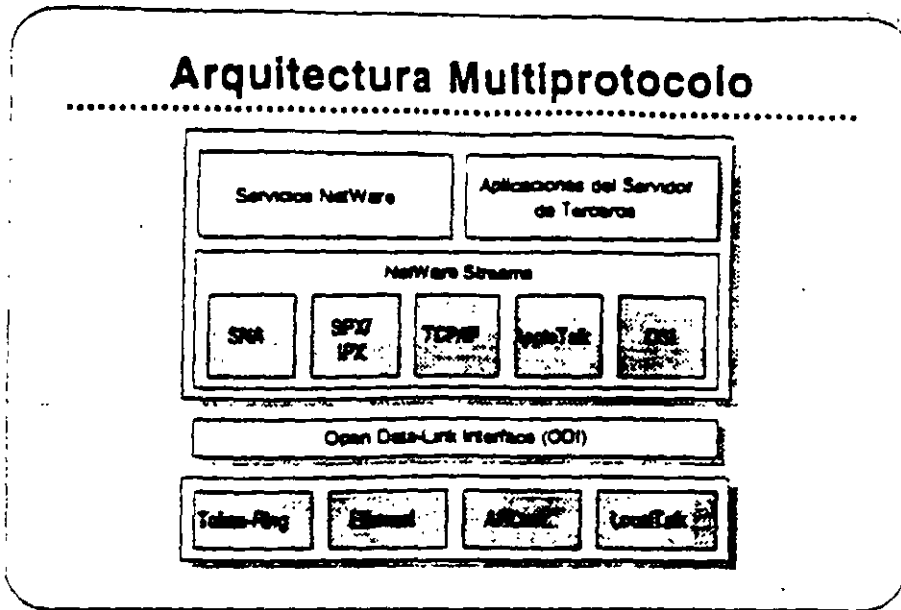 Arquitectura Multiprotocolo
Servicios NetWare
Aplicaciones del Servidor
de Terceros
NetWare Streams
SNA
SPX/
IPX
TCP/IP
AppleTalk
OSI
Open Data-Link Interface (ODI)
Token-Ring
Ethernet
ARCnet
LocalTalk